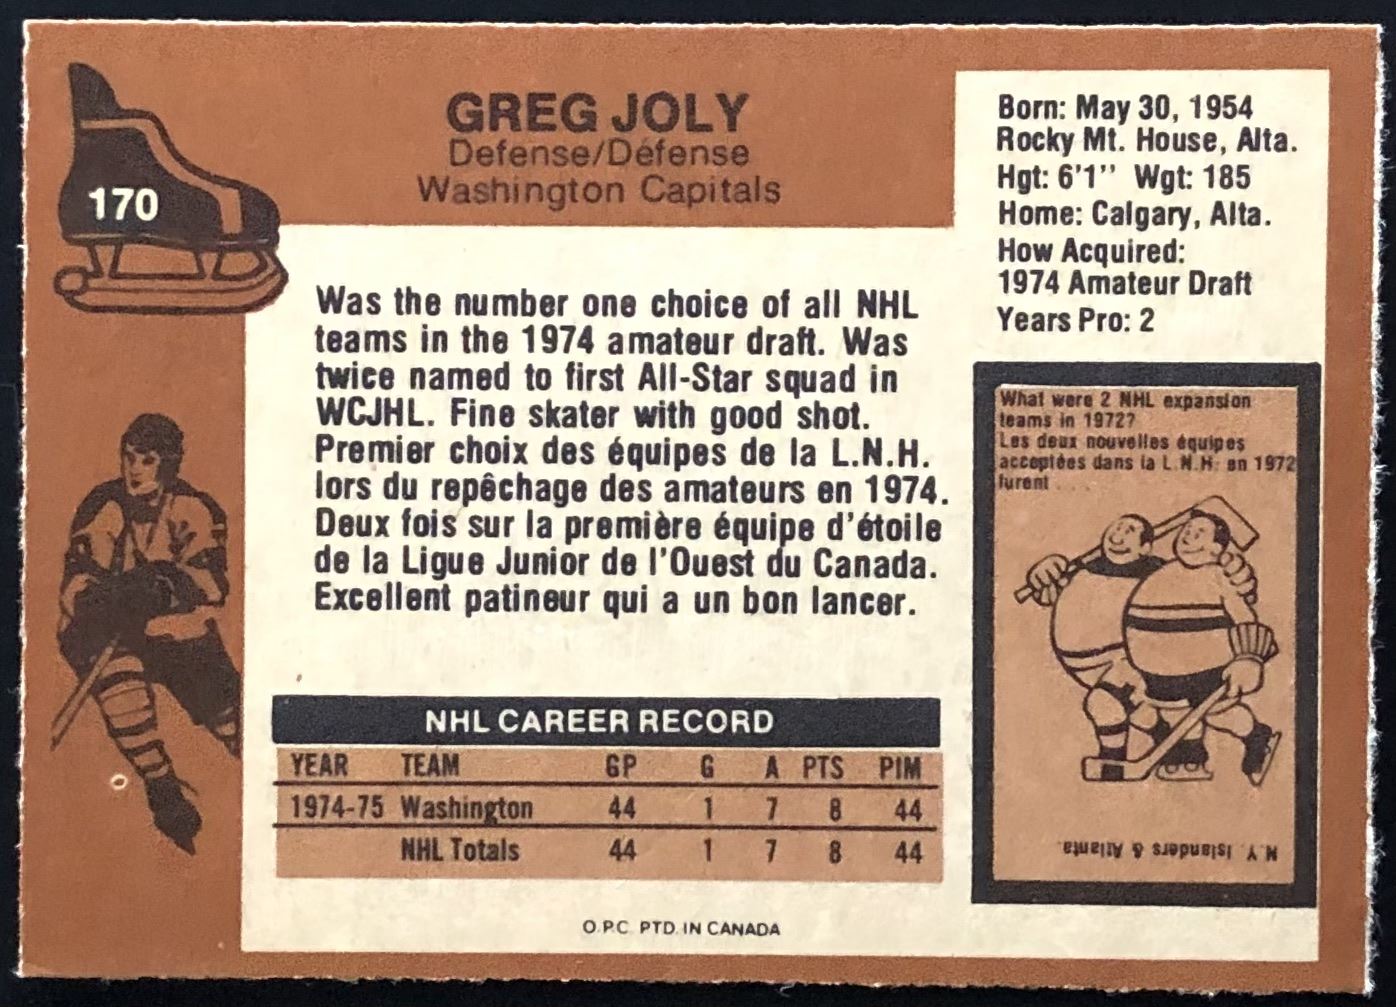 170
GREG JOLY
Defense/Défense
Washington Capitals
Born: May 30, 1954
Rocky Mt. House, Alta.
Hgt: 6'1" Wgt: 185
Home: Calgary, Alta.
How Acquired:
1974 Amateur Draft
Years Pro: 2
Was the number one choice of all NHL
teams in the 1974 amateur draft. Was
twice named to first All-Star squad in
WCJHL. Fine skater with good shot.
Premier choix des équipes de la L.N.H.
lors du repêchage des amateurs en 1974.
Deux fois sur la première équipe d'étoile
de la Ligue Junior de l'Ouest du Canada.
Excellent patineur qui a un bon lancer.
What were 2 NHL expansion
teams in 1972?
Les deux nouvelles équipes
acceptées dans la L.N.H. en 1972
furent . . .
N.Y. Islanders & Atlanta
NHL CAREER RECORD
YEAR TEAM GP G A PTS PIM
1974-75 Washington 44 1 7 8 44
NHL Totals 44 1 7 8 44
O.P.C. PTD. IN CANADA